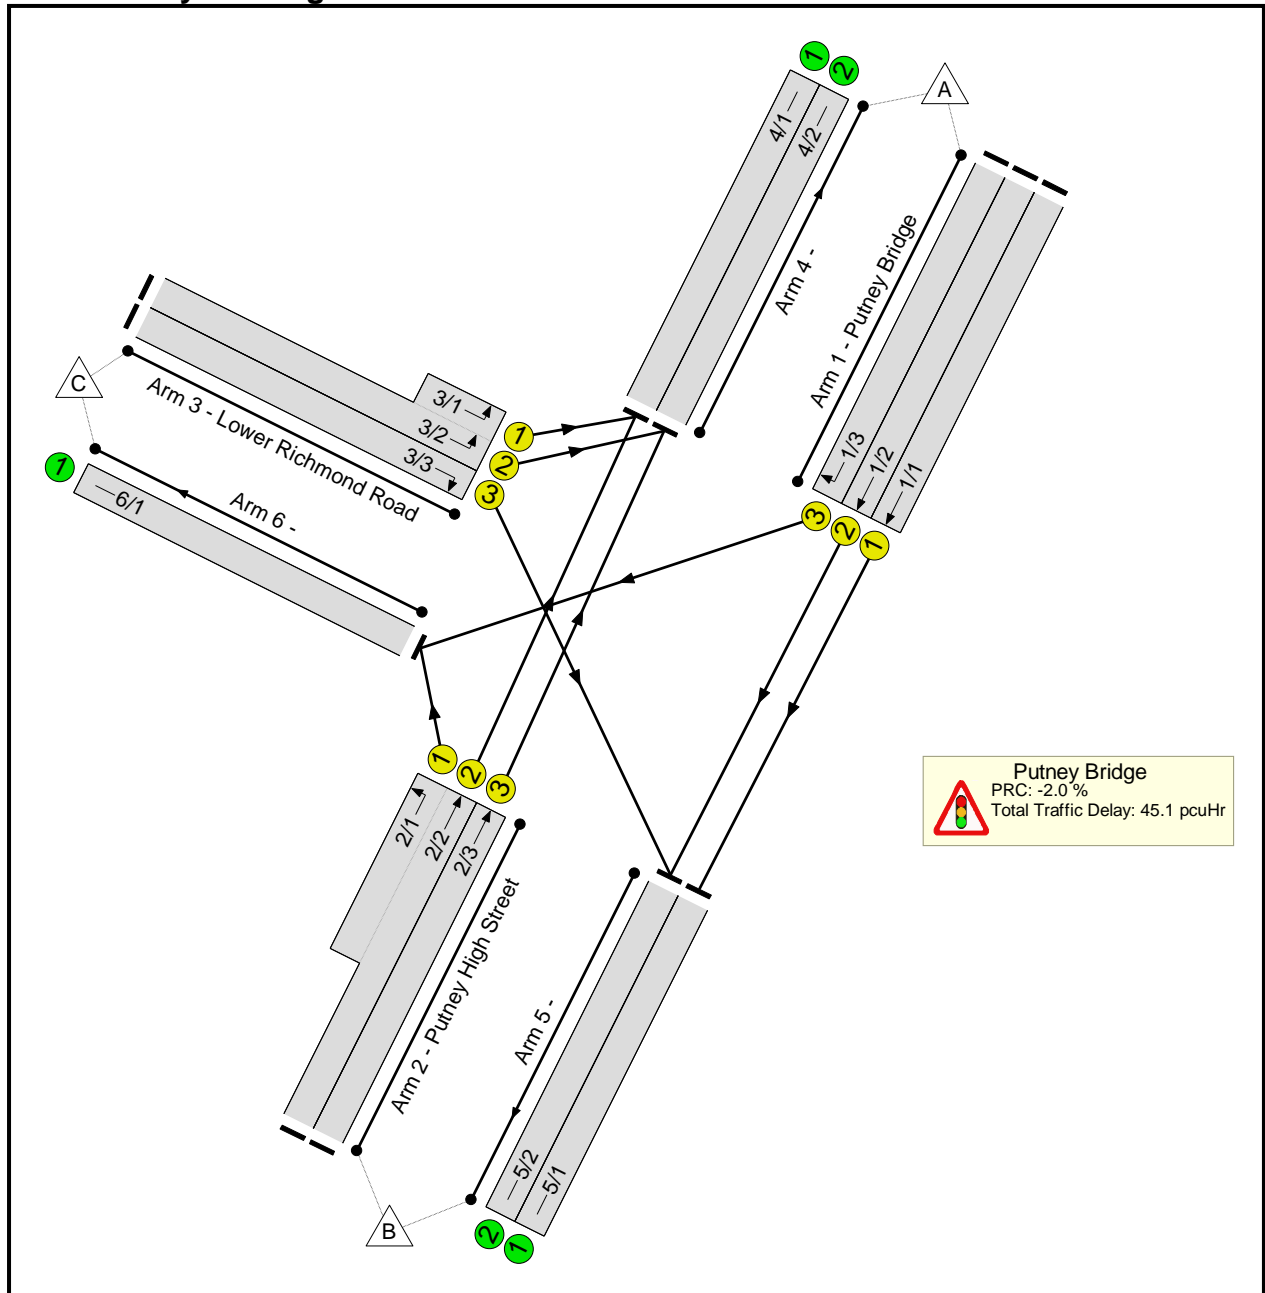 1
2
A
4/1
4/2
Arm 4 -
Arm 1 - Putney Bridge
1/3
1/2
1/1
3
2
1
C
Arm 3 - Lower Richmond Road
3/1
3/2
3/3
1
2
3
1
6/1
Arm 6 -
1
2
3
2/1
2/2
2/3
Arm 2 - Putney High Street
Putney Bridge
PRC: -2.0 %
Total Traffic Delay: 45.1 pcuHr
Arm 5 -
5/2
5/1
B
2
1